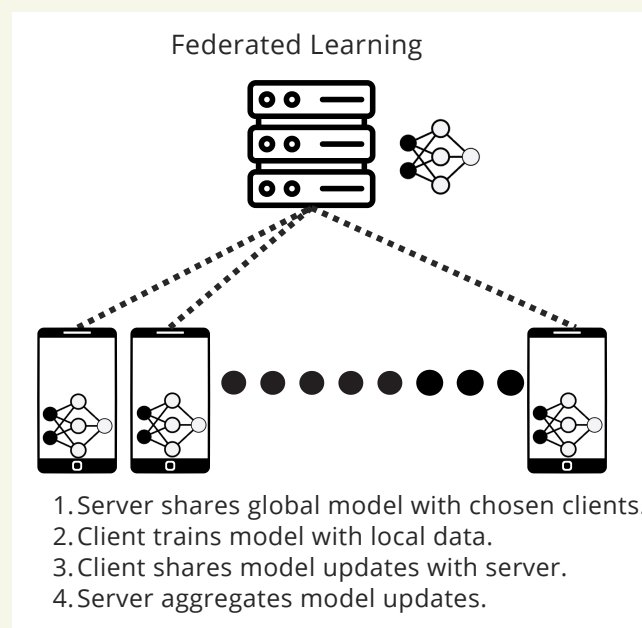 Federated Learning
1. Server shares global model with chosen clients.
2. Client trains model with local data.
3. Client shares model updates with server.
4. Server aggregates model updates.